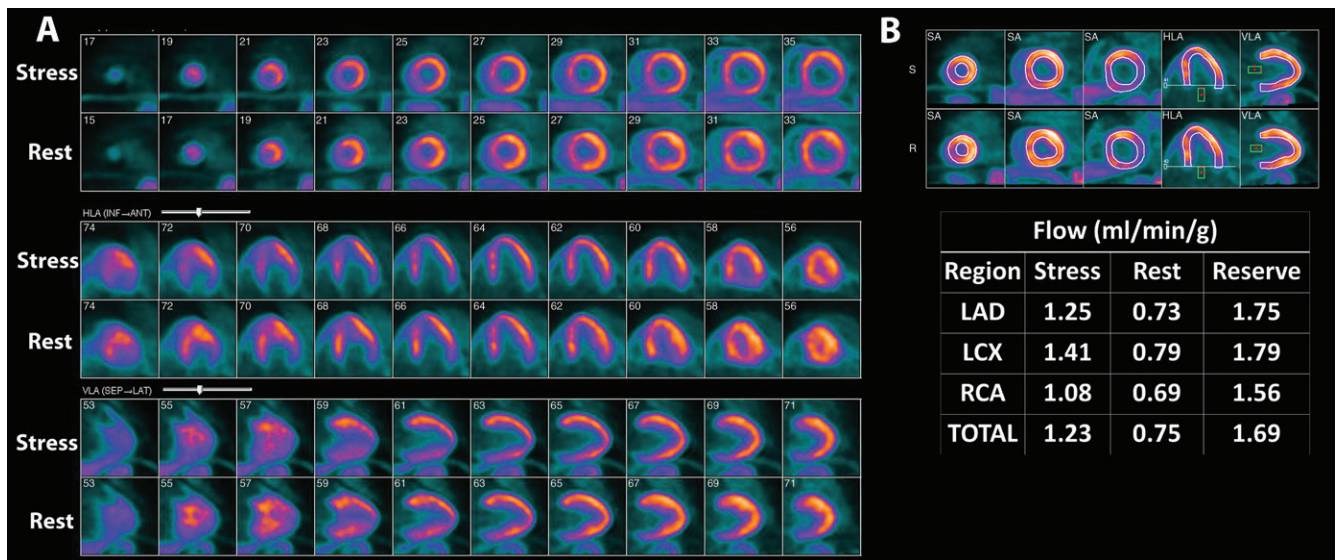 A
17 19 21 23 25 27 29 31 33 35
Stress
15 17 19 21 23 25 27 29 31 33
Rest
HLA (INF→ANT)
74 72 70 68 66 64 62 60 58 56
Stress
74 72 70 68 66 64 62 60 58 56
Rest
VLA (SEP→LAT)
53 55 57 59 61 63 65 67 69 71
Stress
53 55 57 59 61 63 65 67 69 71
Rest
B
SA SA SA HLA VLA
S
SA SA SA HLA VLA
R
Flow (ml/min/g)
Region Stress Rest Reserve
LAD 1.25 0.73 1.75
LCX 1.41 0.79 1.79
RCA 1.08 0.69 1.56
TOTAL 1.23 0.75 1.69